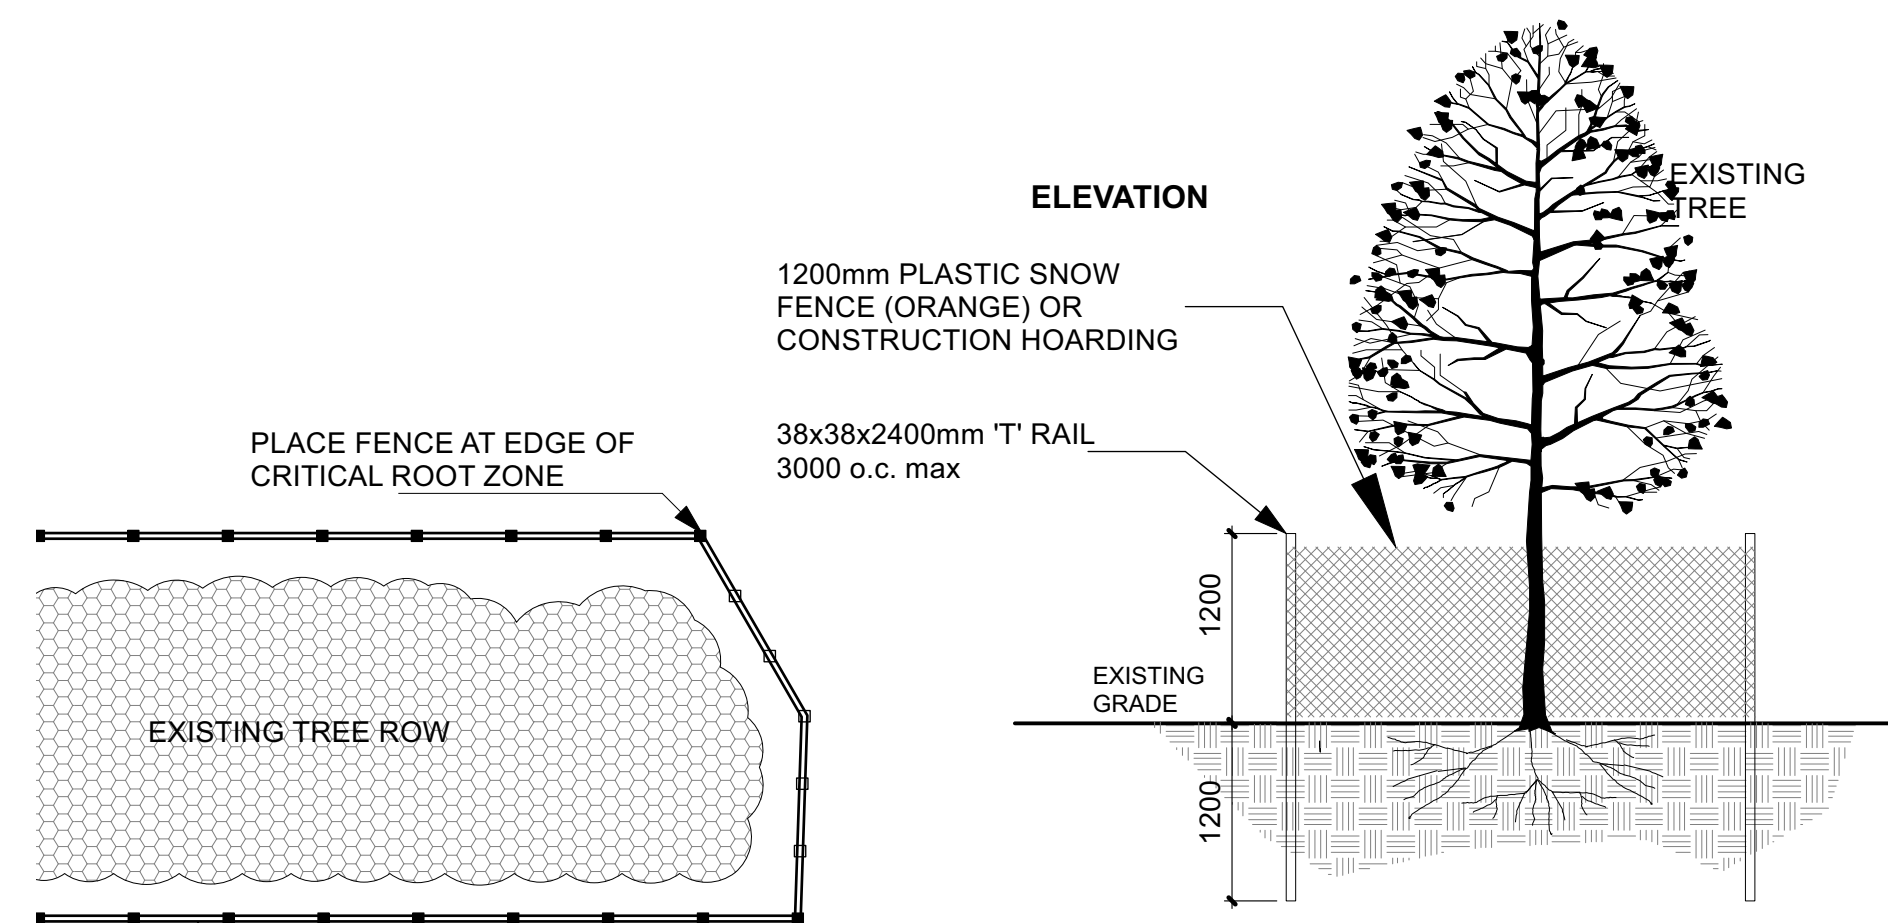 ELEVATION
EXISTING
TREE
1200mm PLASTIC SNOW
FENCE (ORANGE) OR
CONSTRUCTION HOARDING
38x38x2400mm 'T' RAIL
3000 o.c. max
PLACE FENCE AT EDGE OF
CRITICAL ROOT ZONE
1200
EXISTING
GRADE
EXISTING TREE ROW
1200